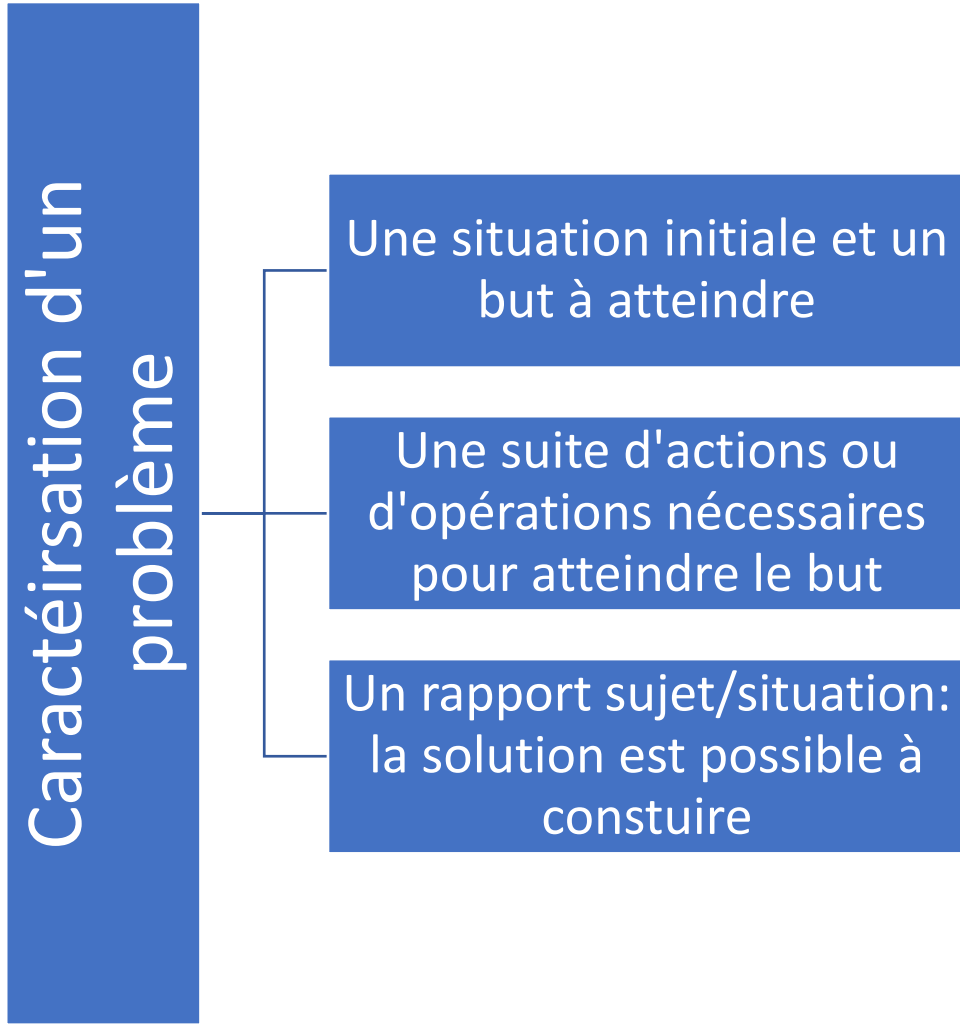 Caractéirsation d'un
problème
Une situation initiale et un
but à atteindre
Une suite d'actions ou
d'opérations nécessaires
pour atteindre le but
Un rapport sujet/situation:
la solution est possible à
constuire